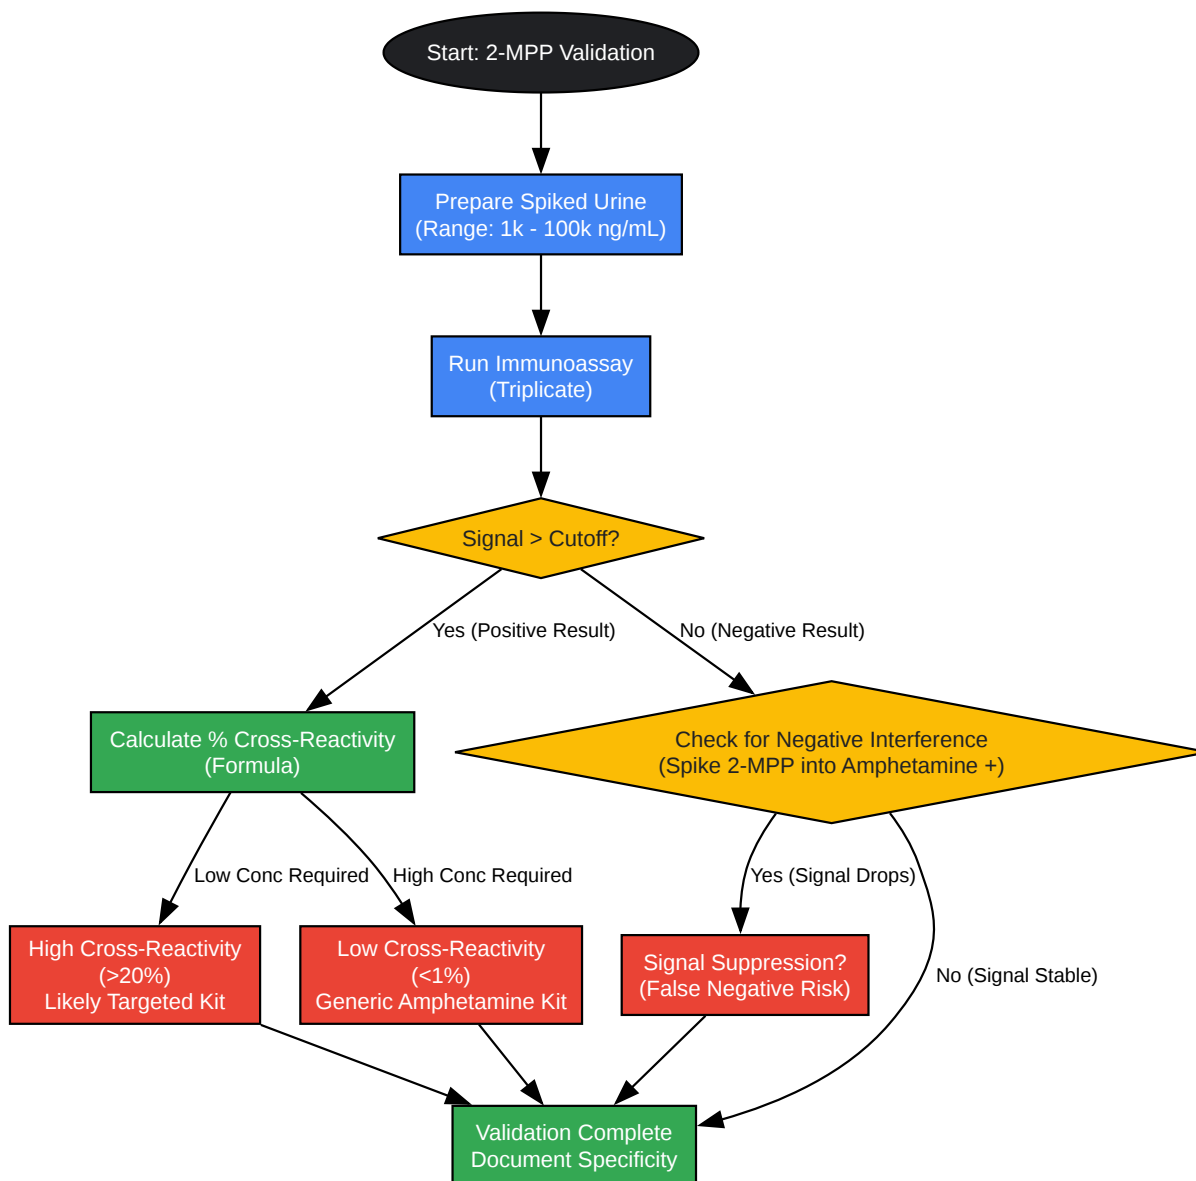 Start: 2-MPP Validation
Prepare Spiked Urine
(Range: 1k - 100k ng/mL)
Run Immunoassay
(Triplicate)
Signal > Cutoff?
Yes (Positive Result)
No (Negative Result)
Calculate % Cross-Reactivity
(Formula)
Check for Negative Interference
(Spike 2-MPP into Amphetamine +)
Low Conc Required
High Conc Required
Yes (Signal Drops)
High Cross-Reactivity
(>20%)
Likely Targeted Kit
Low Cross-Reactivity
(<1%)
Generic Amphetamine Kit
Signal Suppression?
(False Negative Risk)
No (Signal Stable)
Validation Complete
Document Specificity